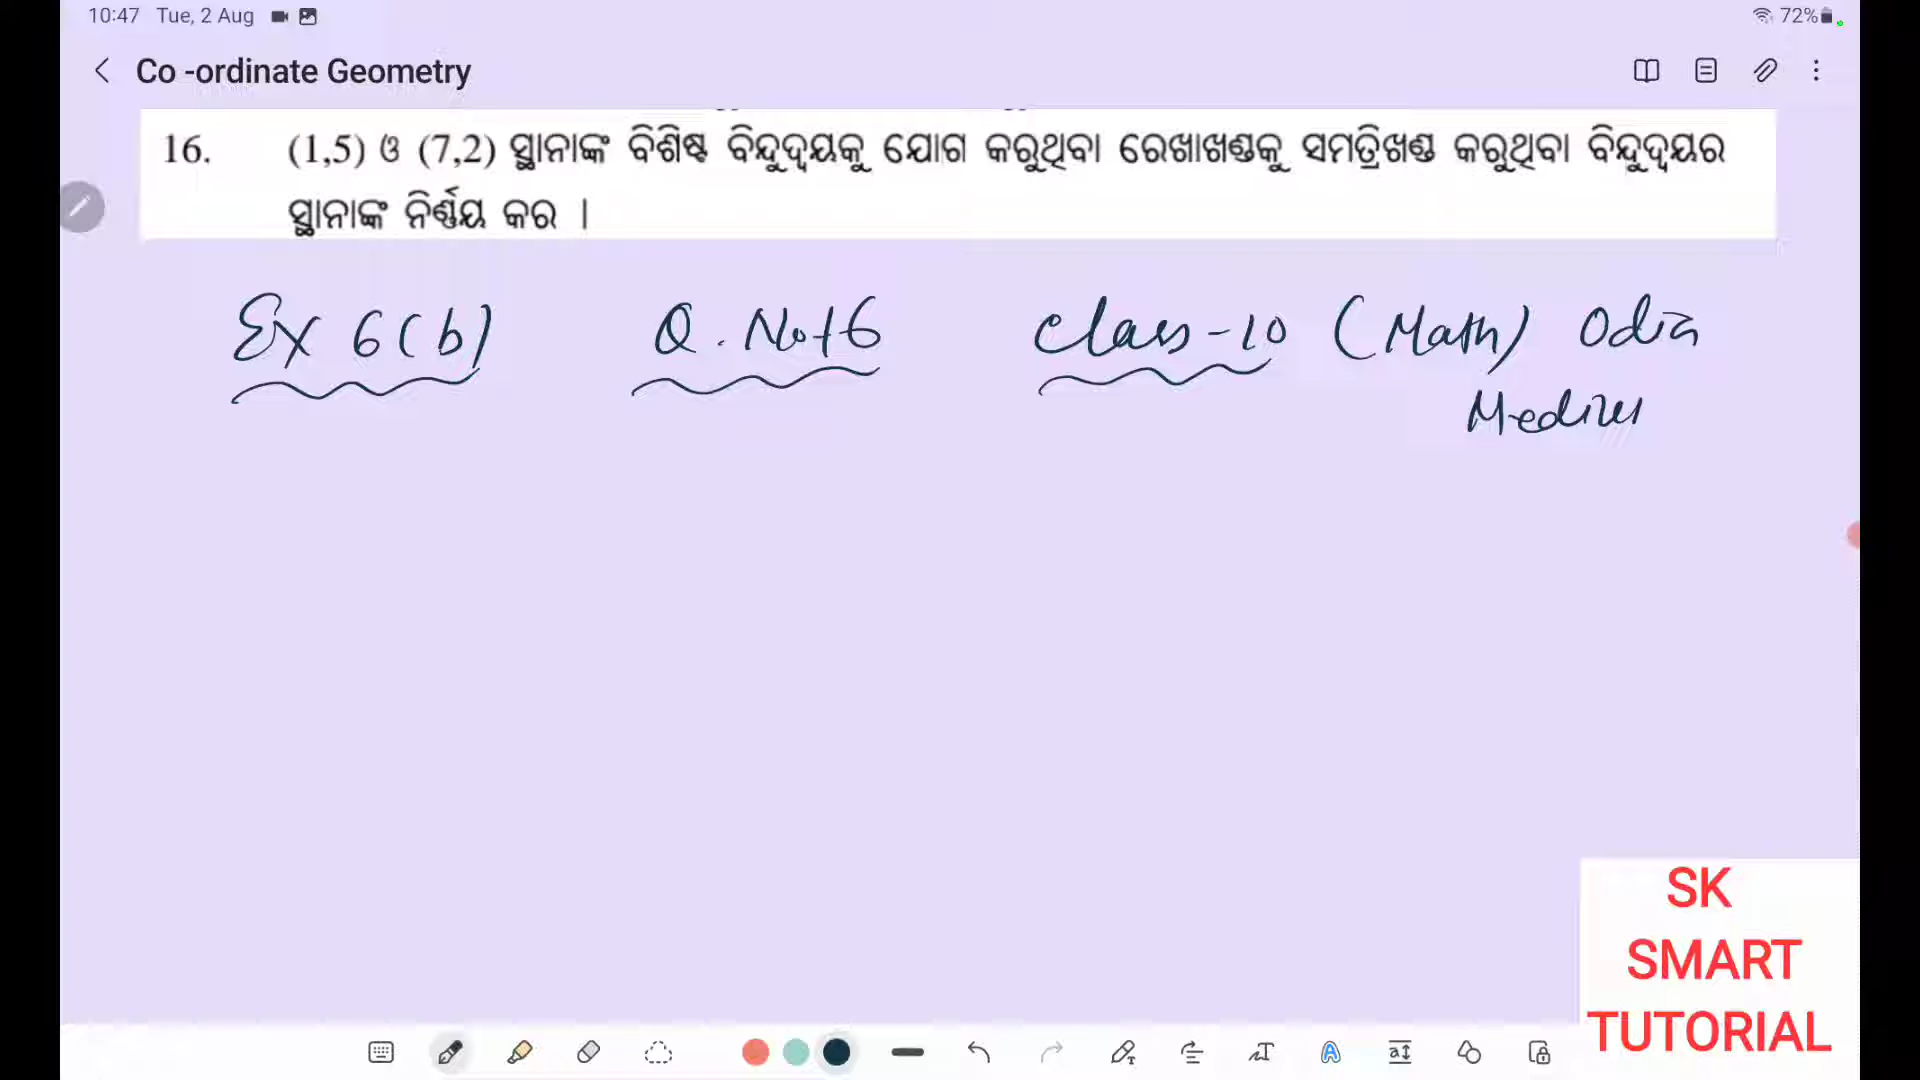 10:47 Tue, 2 Aug 72%
Co -ordinate Geometry
16. (1,5) ଓ (7,2) ସ୍ଥାନାଙ୍କ ବିଶିଷ୍ଟ ବିନ୍ଦୁଦ୍ୱୟକୁ ଯୋଗ କରୁଥିବା ରେଖାଖଣ୍ଡକୁ ସମତ୍ରିଖଣ୍ଡ କରୁଥିବା ବିନ୍ଦୁଦ୍ୱୟର
ସ୍ଥାନାଙ୍କ ନିର୍ଣ୍ଣୟ କର ।
Ex 6(b) Q. No 16 Class-10 (Math) Odia
Medium
SK
SMART
TUTORIAL